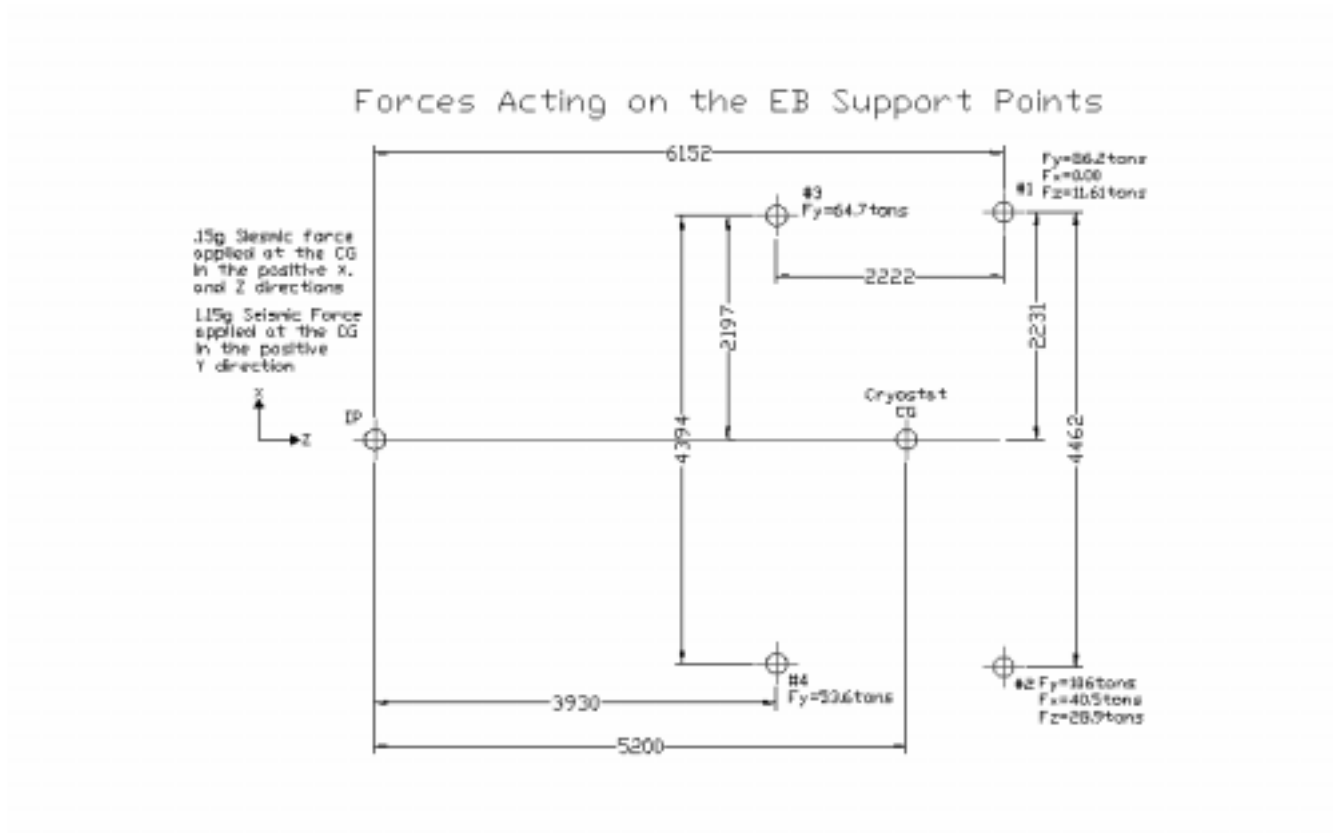 Forces Acting on the EB Support Points
6152
Fy=86.2tons
Fx=0.00
#1 Fz=11.61tons
#3
Fy=64.7tons
.15g Siesmic force
applied at the CG
in the positive x.
and Z directions
2222
1.15g Seismic Force
applied at the CG
in the positive
Y direction
2197
2231
X
Z
IP
Cryostat
CG
4394
4462
#4
Fy=53.6tons
#2 Fy=106tons
Fx=40.5tons
Fz=28.9tons
3930
5200